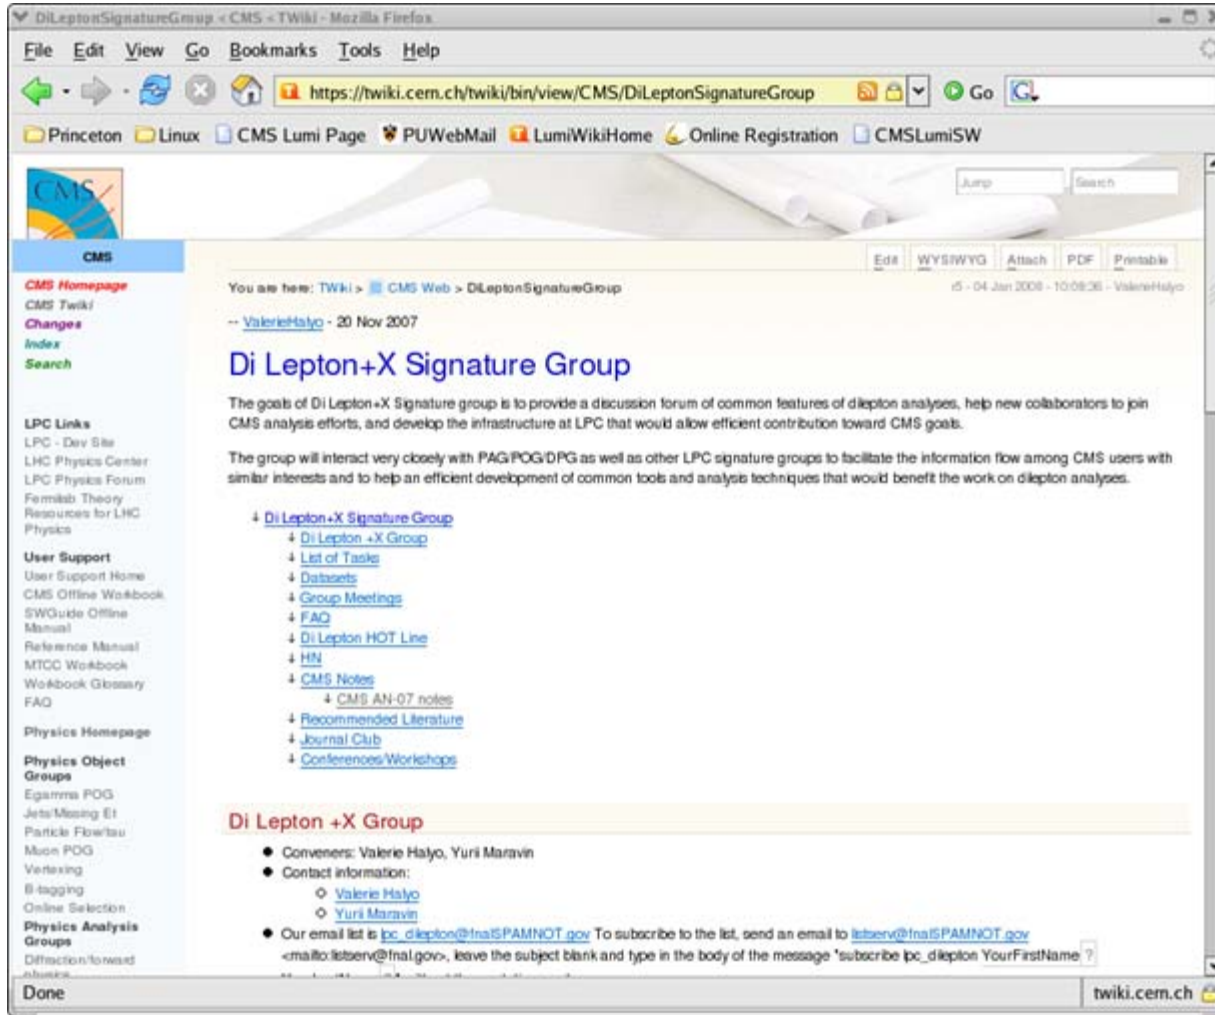 DiLeptonSignatureGroup < CMS < TWiki - Mozilla Firefox
File Edit View Go Bookmarks Tools Help
https://twiki.cern.ch/twiki/bin/view/CMS/DiLeptonSignatureGroup Go G
Princeton Linux CMS Lumi Page PUWebMail LumiWikiHome Online Registration CMSLumiSW
CMS
Jump Search
CMS
Edit WYSIWYG Attach PDF Printable
CMS Homepage
CMS Twiki
Changes
Index
Search
LPC Links
LPC - Dev Site
LHC Physics Center
LPC Physics Forum
Fermilab Theory
Resources for LHC
Physics
User Support
User Support Home
CMS Offline Workbook
SWGuide Offline
Manual
Reference Manual
MTCC Workbook
Workbook Glossary
FAQ
Physics Homepage
Physics Object
Groups
Egamma POG
Jets/Missing Et
Particle Flow/tau
Muon POG
Vertexing
B-tagging
Online Selection
Physics Analysis
Groups
Diffraction/forward
physics
You are here: TWiki > CMS Web > DiLeptonSignatureGroup
r5 - 04 Jan 2008 - 10:09:36 - ValerieHalyo
-- ValerieHalyo - 20 Nov 2007
Di Lepton+X Signature Group
The goals of Di Lepton+X Signature group is to provide a discussion forum of common features of dilepton analyses, help new collaborators to join
CMS analysis efforts, and develop the infrastructure at LPC that would allow efficient contribution toward CMS goals.
The group will interact very closely with PAG/POG/DPG as well as other LPC signature groups to facilitate the information flow among CMS users with
similar interests and to help an efficient development of common tools and analysis techniques that would benefit the work on dilepton analyses.
↓ Di Lepton+X Signature Group
↓ Di Lepton +X Group
↓ List of Tasks
↓ Datasets
↓ Group Meetings
↓ FAQ
↓ Di Lepton HOT Line
↓ HN
↓ CMS Notes
↓ CMS AN-07 notes
↓ Recommended Literature
↓ Journal Club
↓ Conferences/Workshops
Di Lepton +X Group
● Conveners: Valerie Halyo, Yurii Maravin
● Contact information:
○ Valerie Halyo
○ Yurii Maravin
● Our email list is lpc_dilepton@fnalSPAMNOT.gov To subscribe to the list, send an email to listserv@fnalSPAMNOT.gov
<mailto:listserv@fnal.gov>, leave the subject blank and type in the body of the message "subscribe lpc_dilepton YourFirstName ?
Done twiki.cern.ch